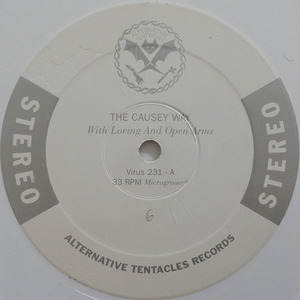 THE CAUSEY WAY
With Loving And Open Arms
Virus 231 - A
33 RPM Microgroove
STEREO
STEREO
6
ALTERNATIVE TENTACLES RECORDS